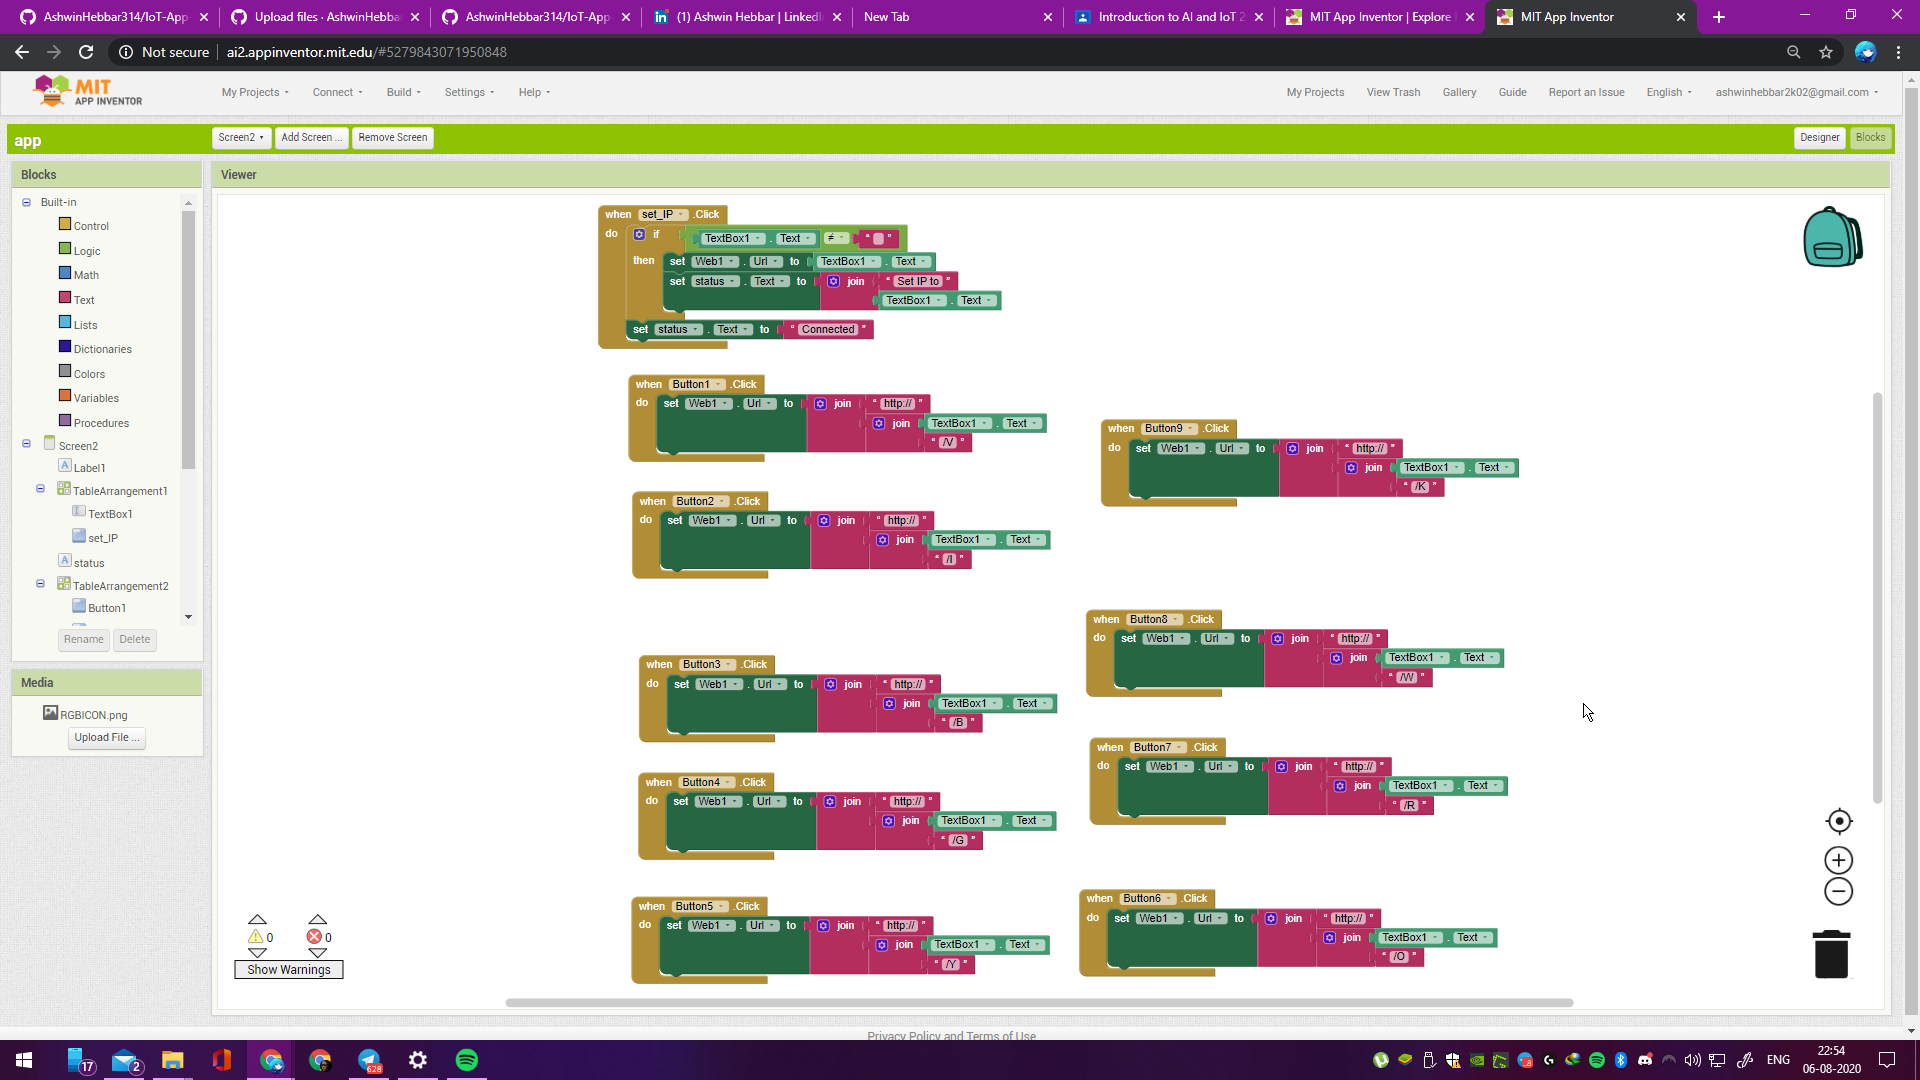 AshwinHebbar314/IoT-App
Upload files · AshwinHebba
AshwinHebbar314/IoT-App
(1) Ashwin Hebbar | LinkedI
New Tab
Introduction to AI and IoT 2
MIT App Inventor | Explore
MIT App Inventor
Not secure ai2.appinventor.mit.edu/#5279843071950848
MIT APP INVENTOR
My Projects Connect Build Settings Help
My Projects View Trash Gallery Guide Report an Issue English ashwinhebbar2k02@gmail.com
app
Screen2 Add Screen ... Remove Screen
Designer Blocks
Blocks
Built-in
Control
Logic
Math
Text
Lists
Dictionaries
Colors
Variables
Procedures
Screen2
Label1
TableArrangement1
TextBox1
set_IP
status
TableArrangement2
Button1
Rename Delete
Media
RGBICON.png
Upload File ...
Viewer
when set_IP .Click
do if TextBox1 . Text ≠ “ ”
then set Web1 . Url to TextBox1 . Text
set status . Text to join “ Set IP to ”
TextBox1 . Text
set status . Text to “ Connected ”
when Button1 .Click
do set Web1 . Url to join “ http:// ”
join TextBox1 . Text
“ /V ”
when Button2 .Click
do set Web1 . Url to join “ http:// ”
join TextBox1 . Text
“ /I ”
when Button3 .Click
do set Web1 . Url to join “ http:// ”
join TextBox1 . Text
“ /B ”
when Button4 .Click
do set Web1 . Url to join “ http:// ”
join TextBox1 . Text
“ /G ”
when Button5 .Click
do set Web1 . Url to join “ http:// ”
join TextBox1 . Text
“ /Y ”
when Button9 .Click
do set Web1 . Url to join “ http:// ”
join TextBox1 . Text
“ /K ”
when Button8 .Click
do set Web1 . Url to join “ http:// ”
join TextBox1 . Text
“ /W ”
when Button7 .Click
do set Web1 . Url to join “ http:// ”
join TextBox1 . Text
“ /R ”
when Button6 .Click
do set Web1 . Url to join “ http:// ”
join TextBox1 . Text
“ /O ”
0 0
Show Warnings
Privacy Policy and Terms of Use
17 2 628
ENG
22:54
06-08-2020